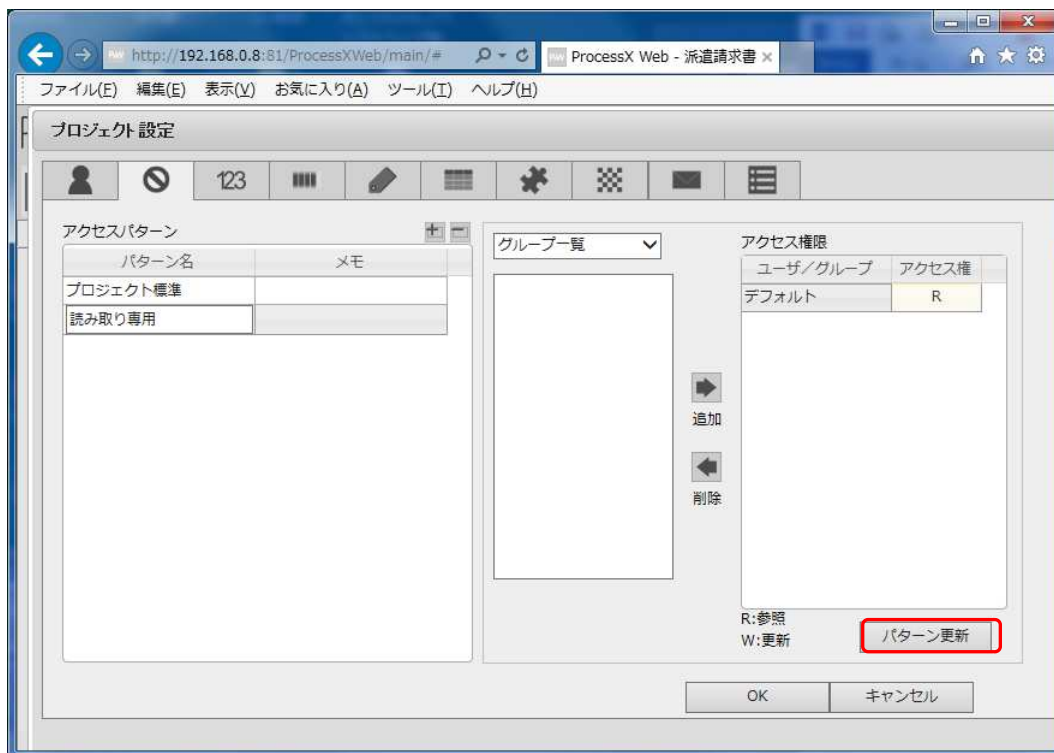 http://192.168.0.8:81/ProcessXWeb/main/#
ProcessX Web - 派遣請求書
ファイル(F) 編集(E) 表示(V) お気に入り(A) ツール(T) ヘルプ(H)
プロジェクト設定
123
アクセスパターン
パターン名 メモ
プロジェクト標準
読み取り専用
グループ一覧
追加
削除
アクセス権限
ユーザ/グループ アクセス権
デフォルト R
R:参照
W:更新
パターン更新
OK キャンセル